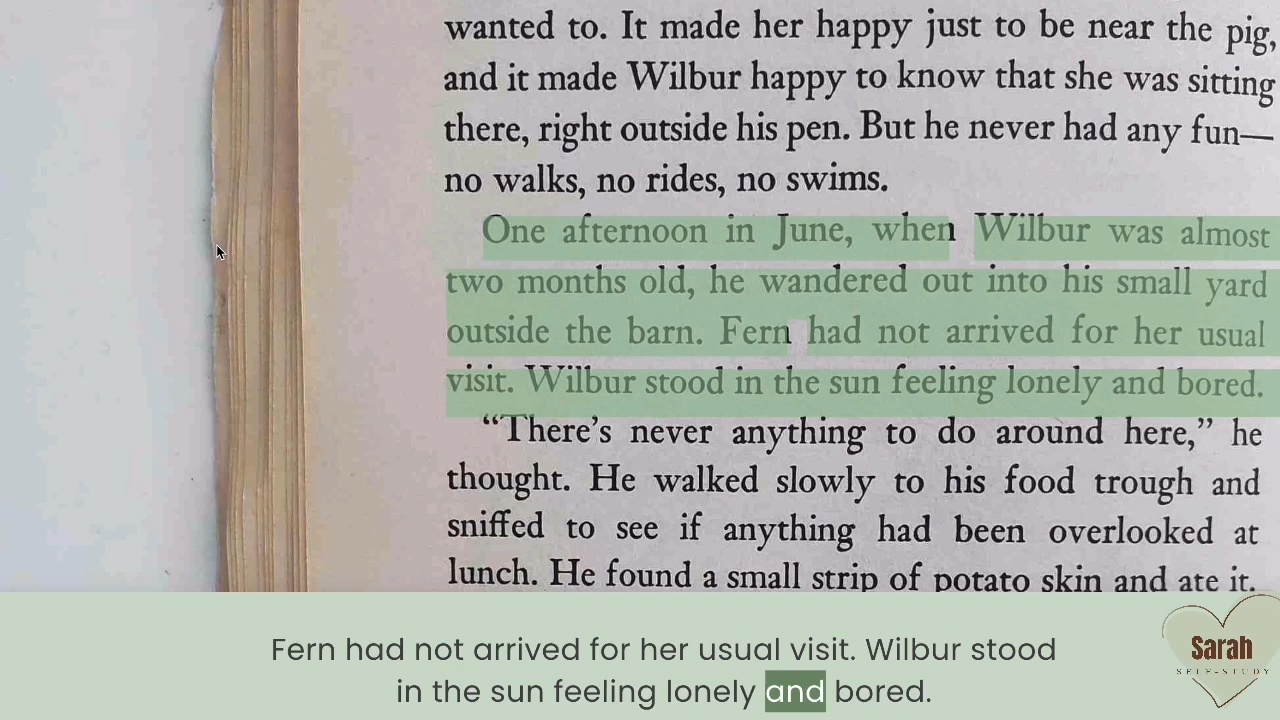 wanted to. It made her happy just to be near the pig,
and it made Wilbur happy to know that she was sitting
there, right outside his pen. But he never had any fun—
no walks, no rides, no swims.
One afternoon in June, when Wilbur was almost
two months old, he wandered out into his small yard
outside the barn. Fern had not arrived for her usual
visit. Wilbur stood in the sun feeling lonely and bored.
“There’s never anything to do around here,” he
thought. He walked slowly to his food trough and
sniffed to see if anything had been overlooked at
lunch. He found a small strip of potato skin and ate it.
Fern had not arrived for her usual visit. Wilbur stood
in the sun feeling lonely and bored.
Sarah
SELF-STUDY